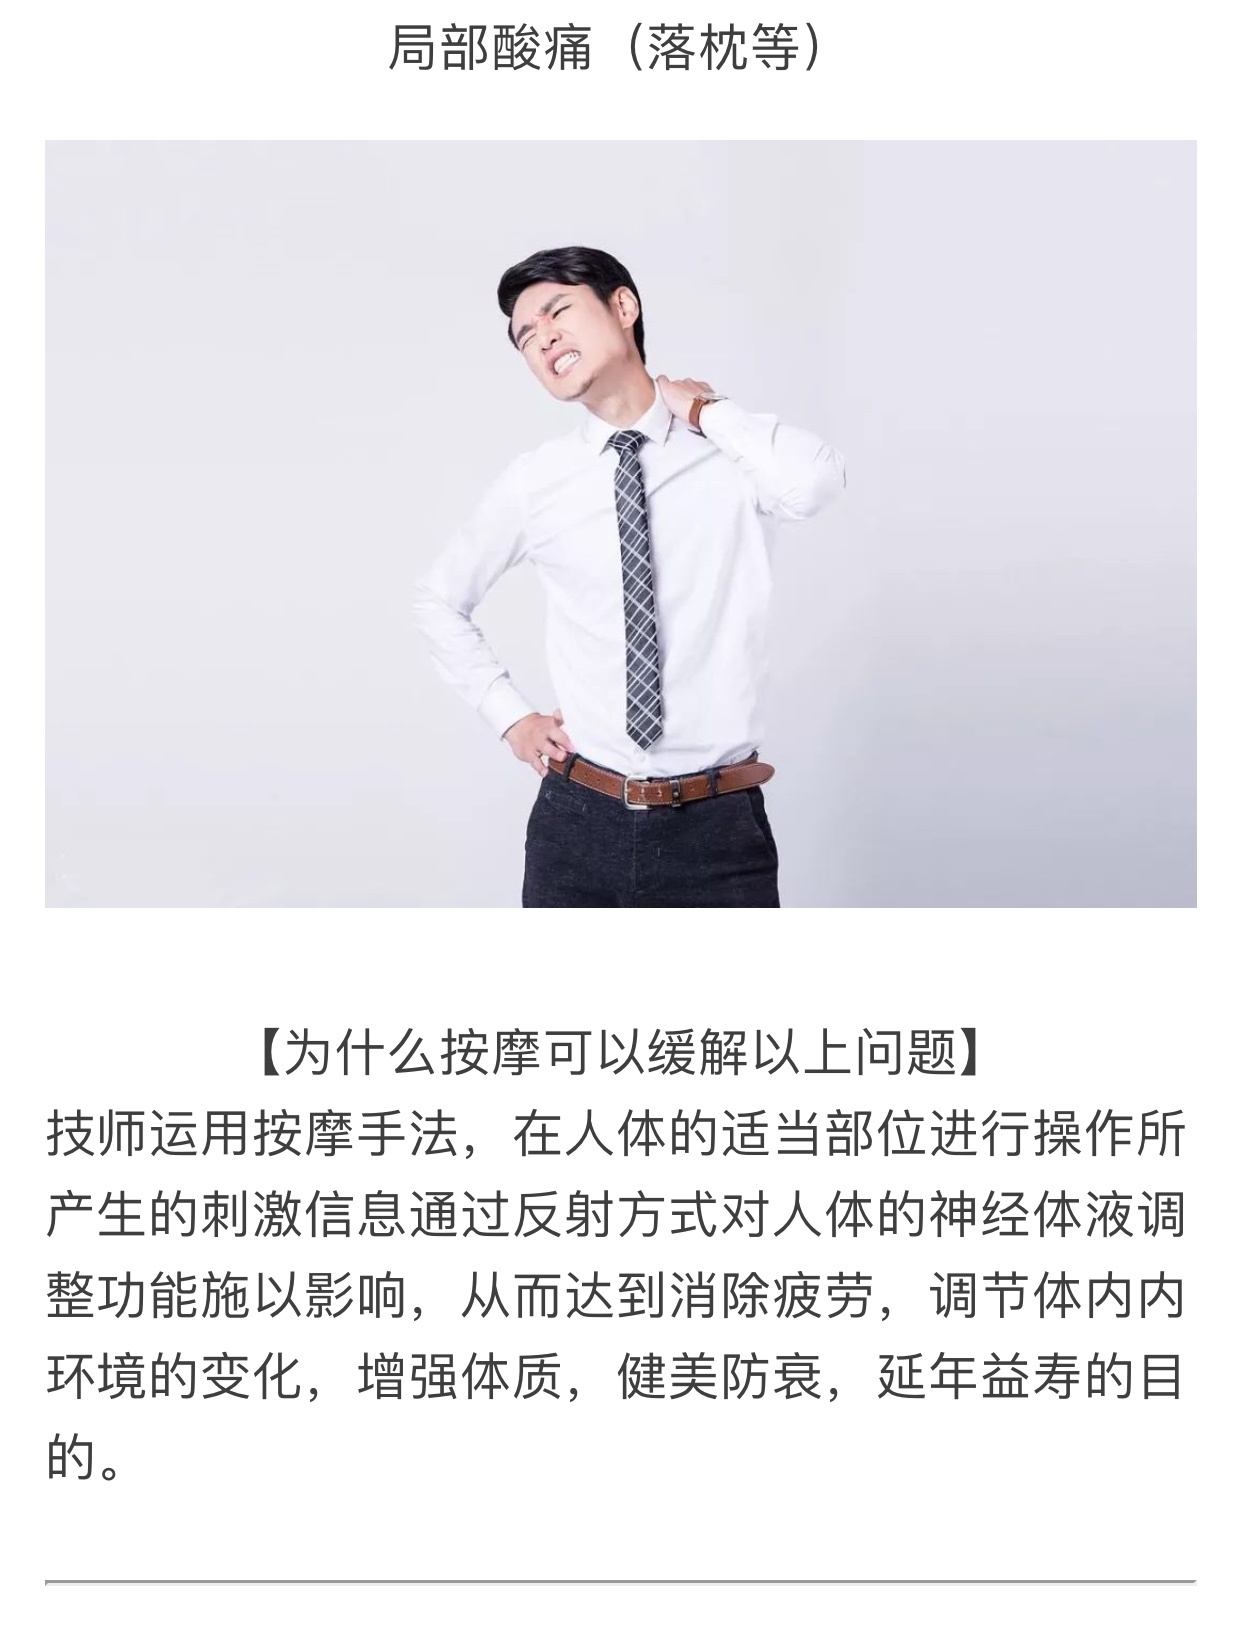 局部酸痛（落枕等）
【为什么按摩可以缓解以上问题】
技师运用按摩手法，在人体的适当部位进行操作所
产生的刺激信息通过反射方式对人体的神经体液调
整功能施以影响，从而达到消除疲劳，调节体内内
环境的变化，增强体质，健美防衰，延年益寿的目
的。